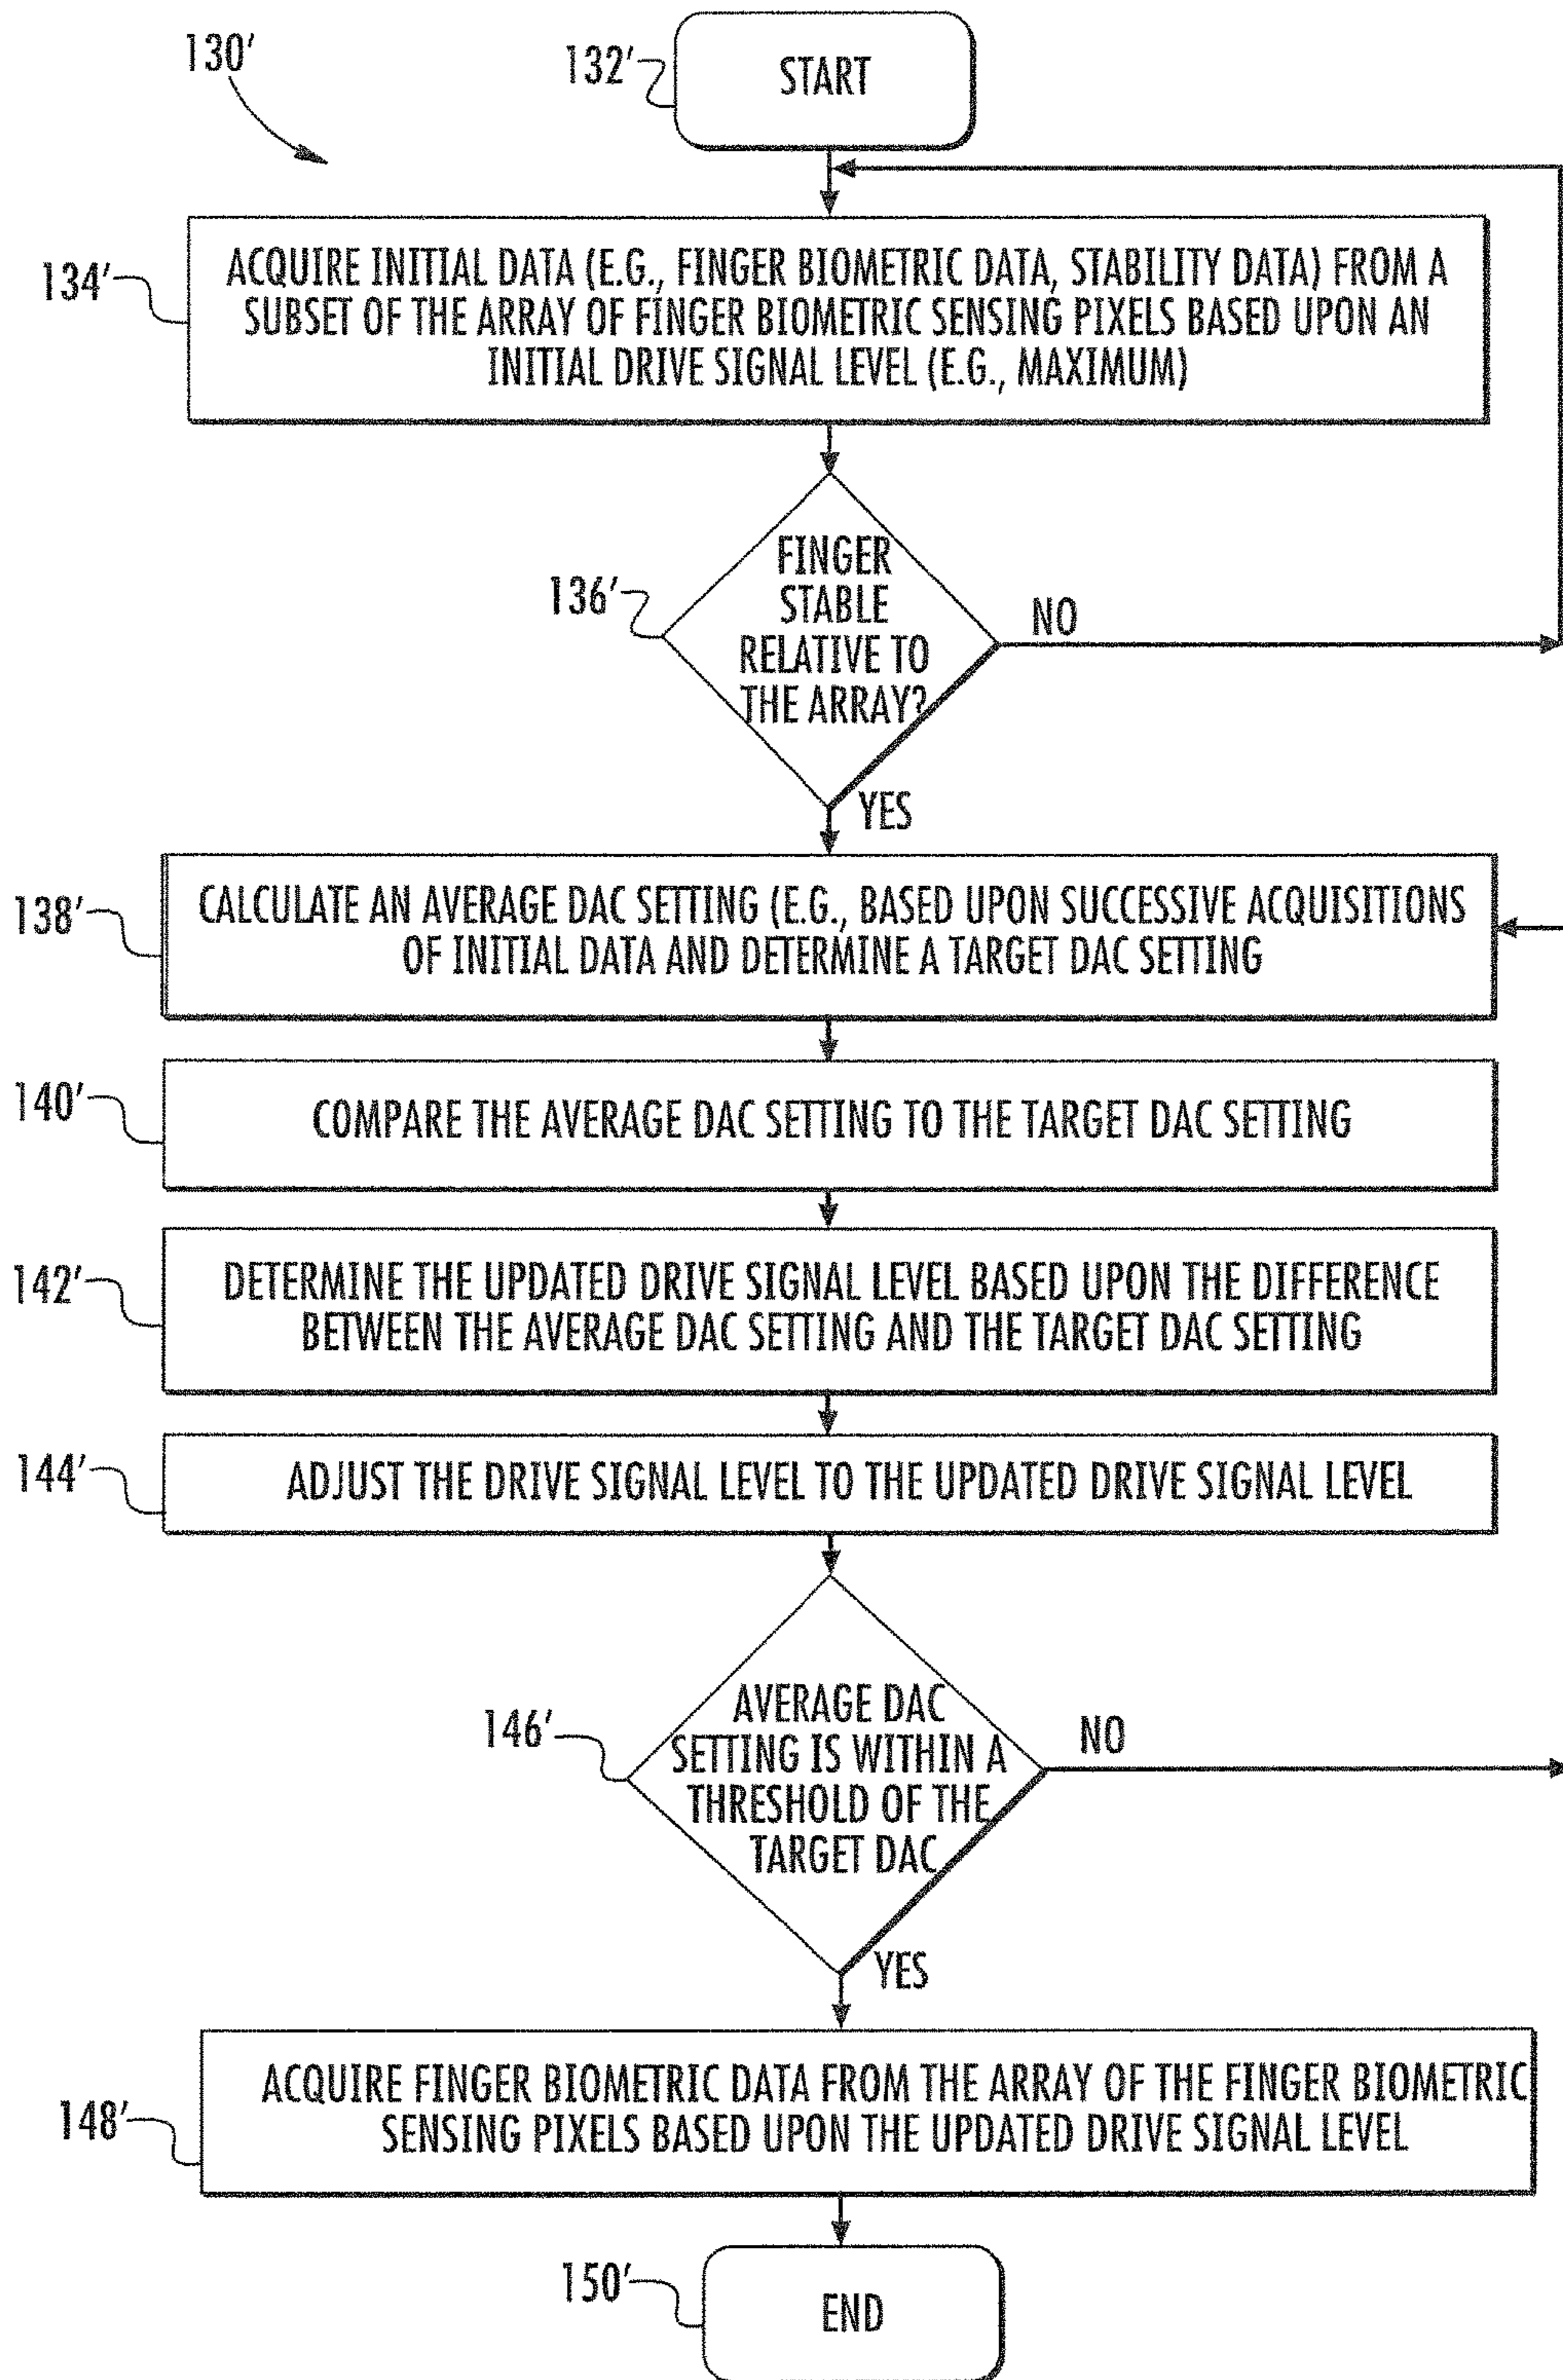 130′
132′
START
134′
ACQUIRE INITIAL DATA (E.G., FINGER BIOMETRIC DATA, STABILITY DATA) FROM A
SUBSET OF THE ARRAY OF FINGER BIOMETRIC SENSING PIXELS BASED UPON AN
INITIAL DRIVE SIGNAL LEVEL (E.G., MAXIMUM)
136′
FINGER
STABLE
RELATIVE TO
THE ARRAY?
NO
YES
138′
CALCULATE AN AVERAGE DAC SETTING (E.G., BASED UPON SUCCESSIVE ACQUISITIONS
OF INITIAL DATA AND DETERMINE A TARGET DAC SETTING
140′
COMPARE THE AVERAGE DAC SETTING TO THE TARGET DAC SETTING
142′
DETERMINE THE UPDATED DRIVE SIGNAL LEVEL BASED UPON THE DIFFERENCE
BETWEEN THE AVERAGE DAC SETTING AND THE TARGET DAC SETTING
144′
ADJUST THE DRIVE SIGNAL LEVEL TO THE UPDATED DRIVE SIGNAL LEVEL
146′
AVERAGE DAC
SETTING IS WITHIN A
THRESHOLD OF THE
TARGET DAC
NO
YES
148′
ACQUIRE FINGER BIOMETRIC DATA FROM THE ARRAY OF THE FINGER BIOMETRIC
SENSING PIXELS BASED UPON THE UPDATED DRIVE SIGNAL LEVEL
150′
END